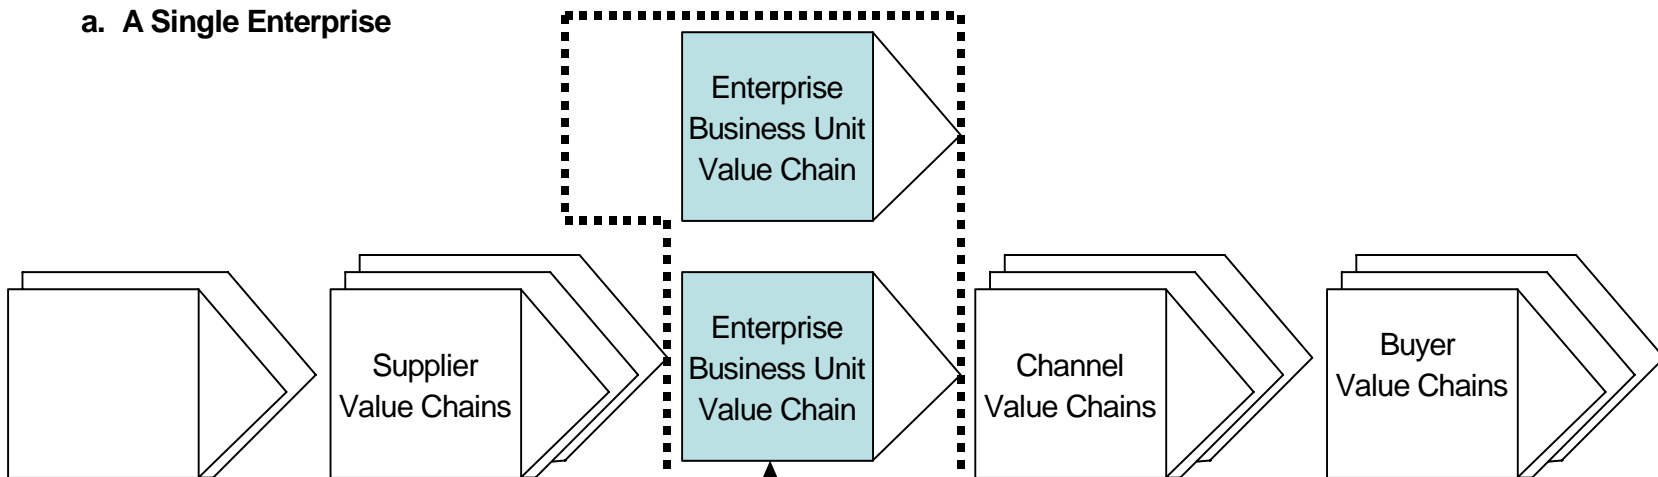 a. A Single Enterprise
Enterprise
Business Unit
Value Chain
Supplier
Value Chains
Enterprise
Business Unit
Value Chain
Channel
Value Chains
Buyer
Value Chains